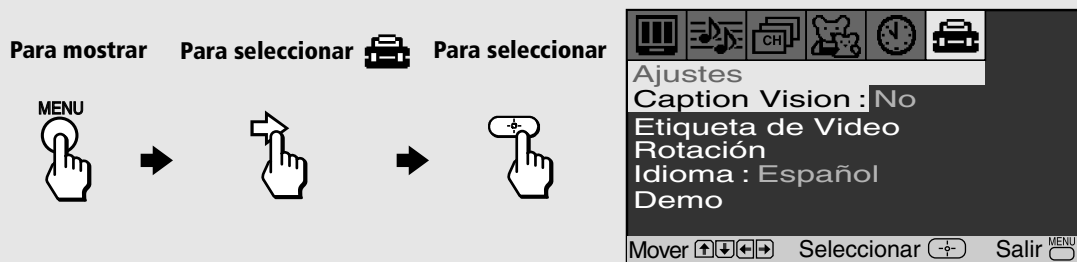 Para mostrar Para seleccionar Para seleccionar
MENU
CH
Ajustes
Caption Vision : No
Etiqueta de Video
Rotación
Idioma : Español
Demo
Mover Seleccionar Salir MENU